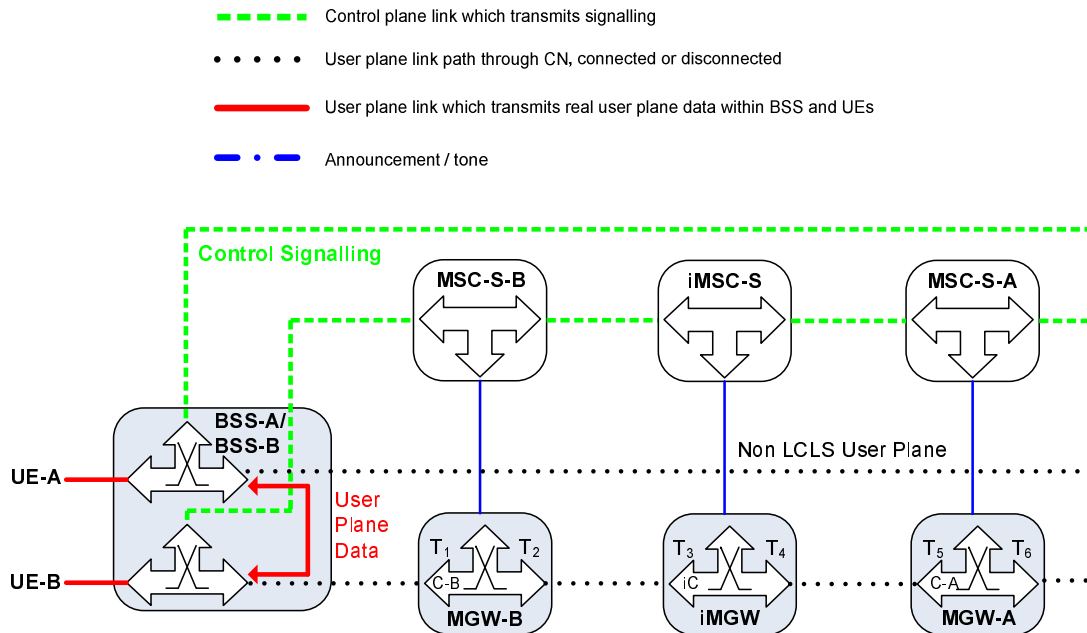 Control plane link which transmits signalling
User plane link path through CN, connected or disconnected
User plane link which transmits real user plane data within BSS and UEs
Announcement / tone
Control Signalling
MSC-S-B
iMSC-S
MSC-S-A
BSS-A/
BSS-B
Non LCLS User Plane
UE-A
User
Plane
Data
T1 T2
T3 T4
T5 T6
UE-B
C-B
iC
C-A
MGW-B
iMGW
MGW-A